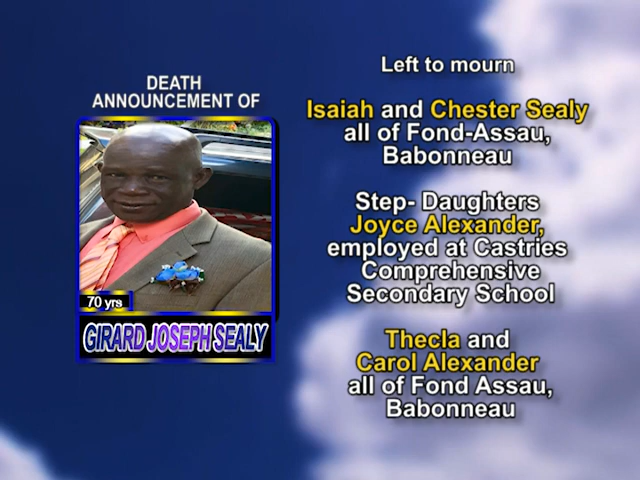 DEATH
ANNOUNCEMENT OF
70 yrs
GIRARD JOSEPH SEALY
Left to mourn
Isaiah and Chester Sealy
all of Fond-Assau,
Babonneau
Step- Daughters
Joyce Alexander,
employed at Castries
Comprehensive
Secondary School
Thecla and
Carol Alexander
all of Fond Assau,
Babonneau